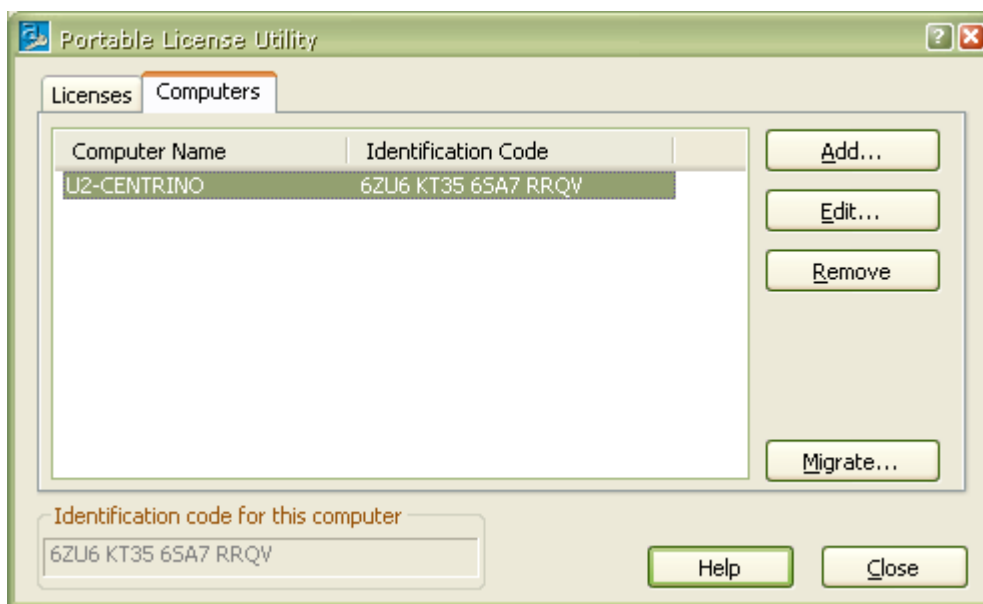 Portable License Utility
Licenses Computers
Computer Name Identification Code Add...
U2-CENTRINO 6ZU6 KT35 6SA7 RRQV
Edit...
Remove
Migrate...
Identification code for this computer
6ZU6 KT35 6SA7 RRQV
Help Close